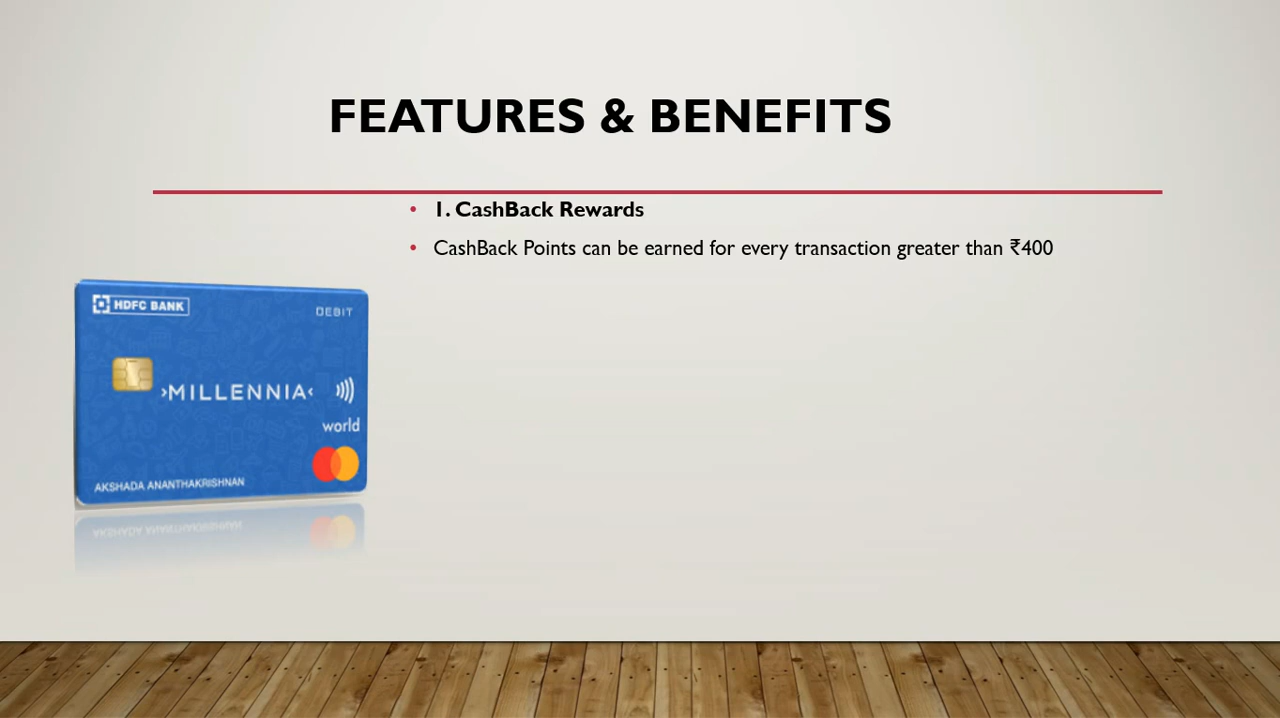 FEATURES & BENEFITS
• 1. CashBack Rewards
• CashBack Points can be earned for every transaction greater than ₹400
HDFC BANK
DEBIT
›MILLENNIA‹
world
AKSHADA ANANTHAKRISHNAN